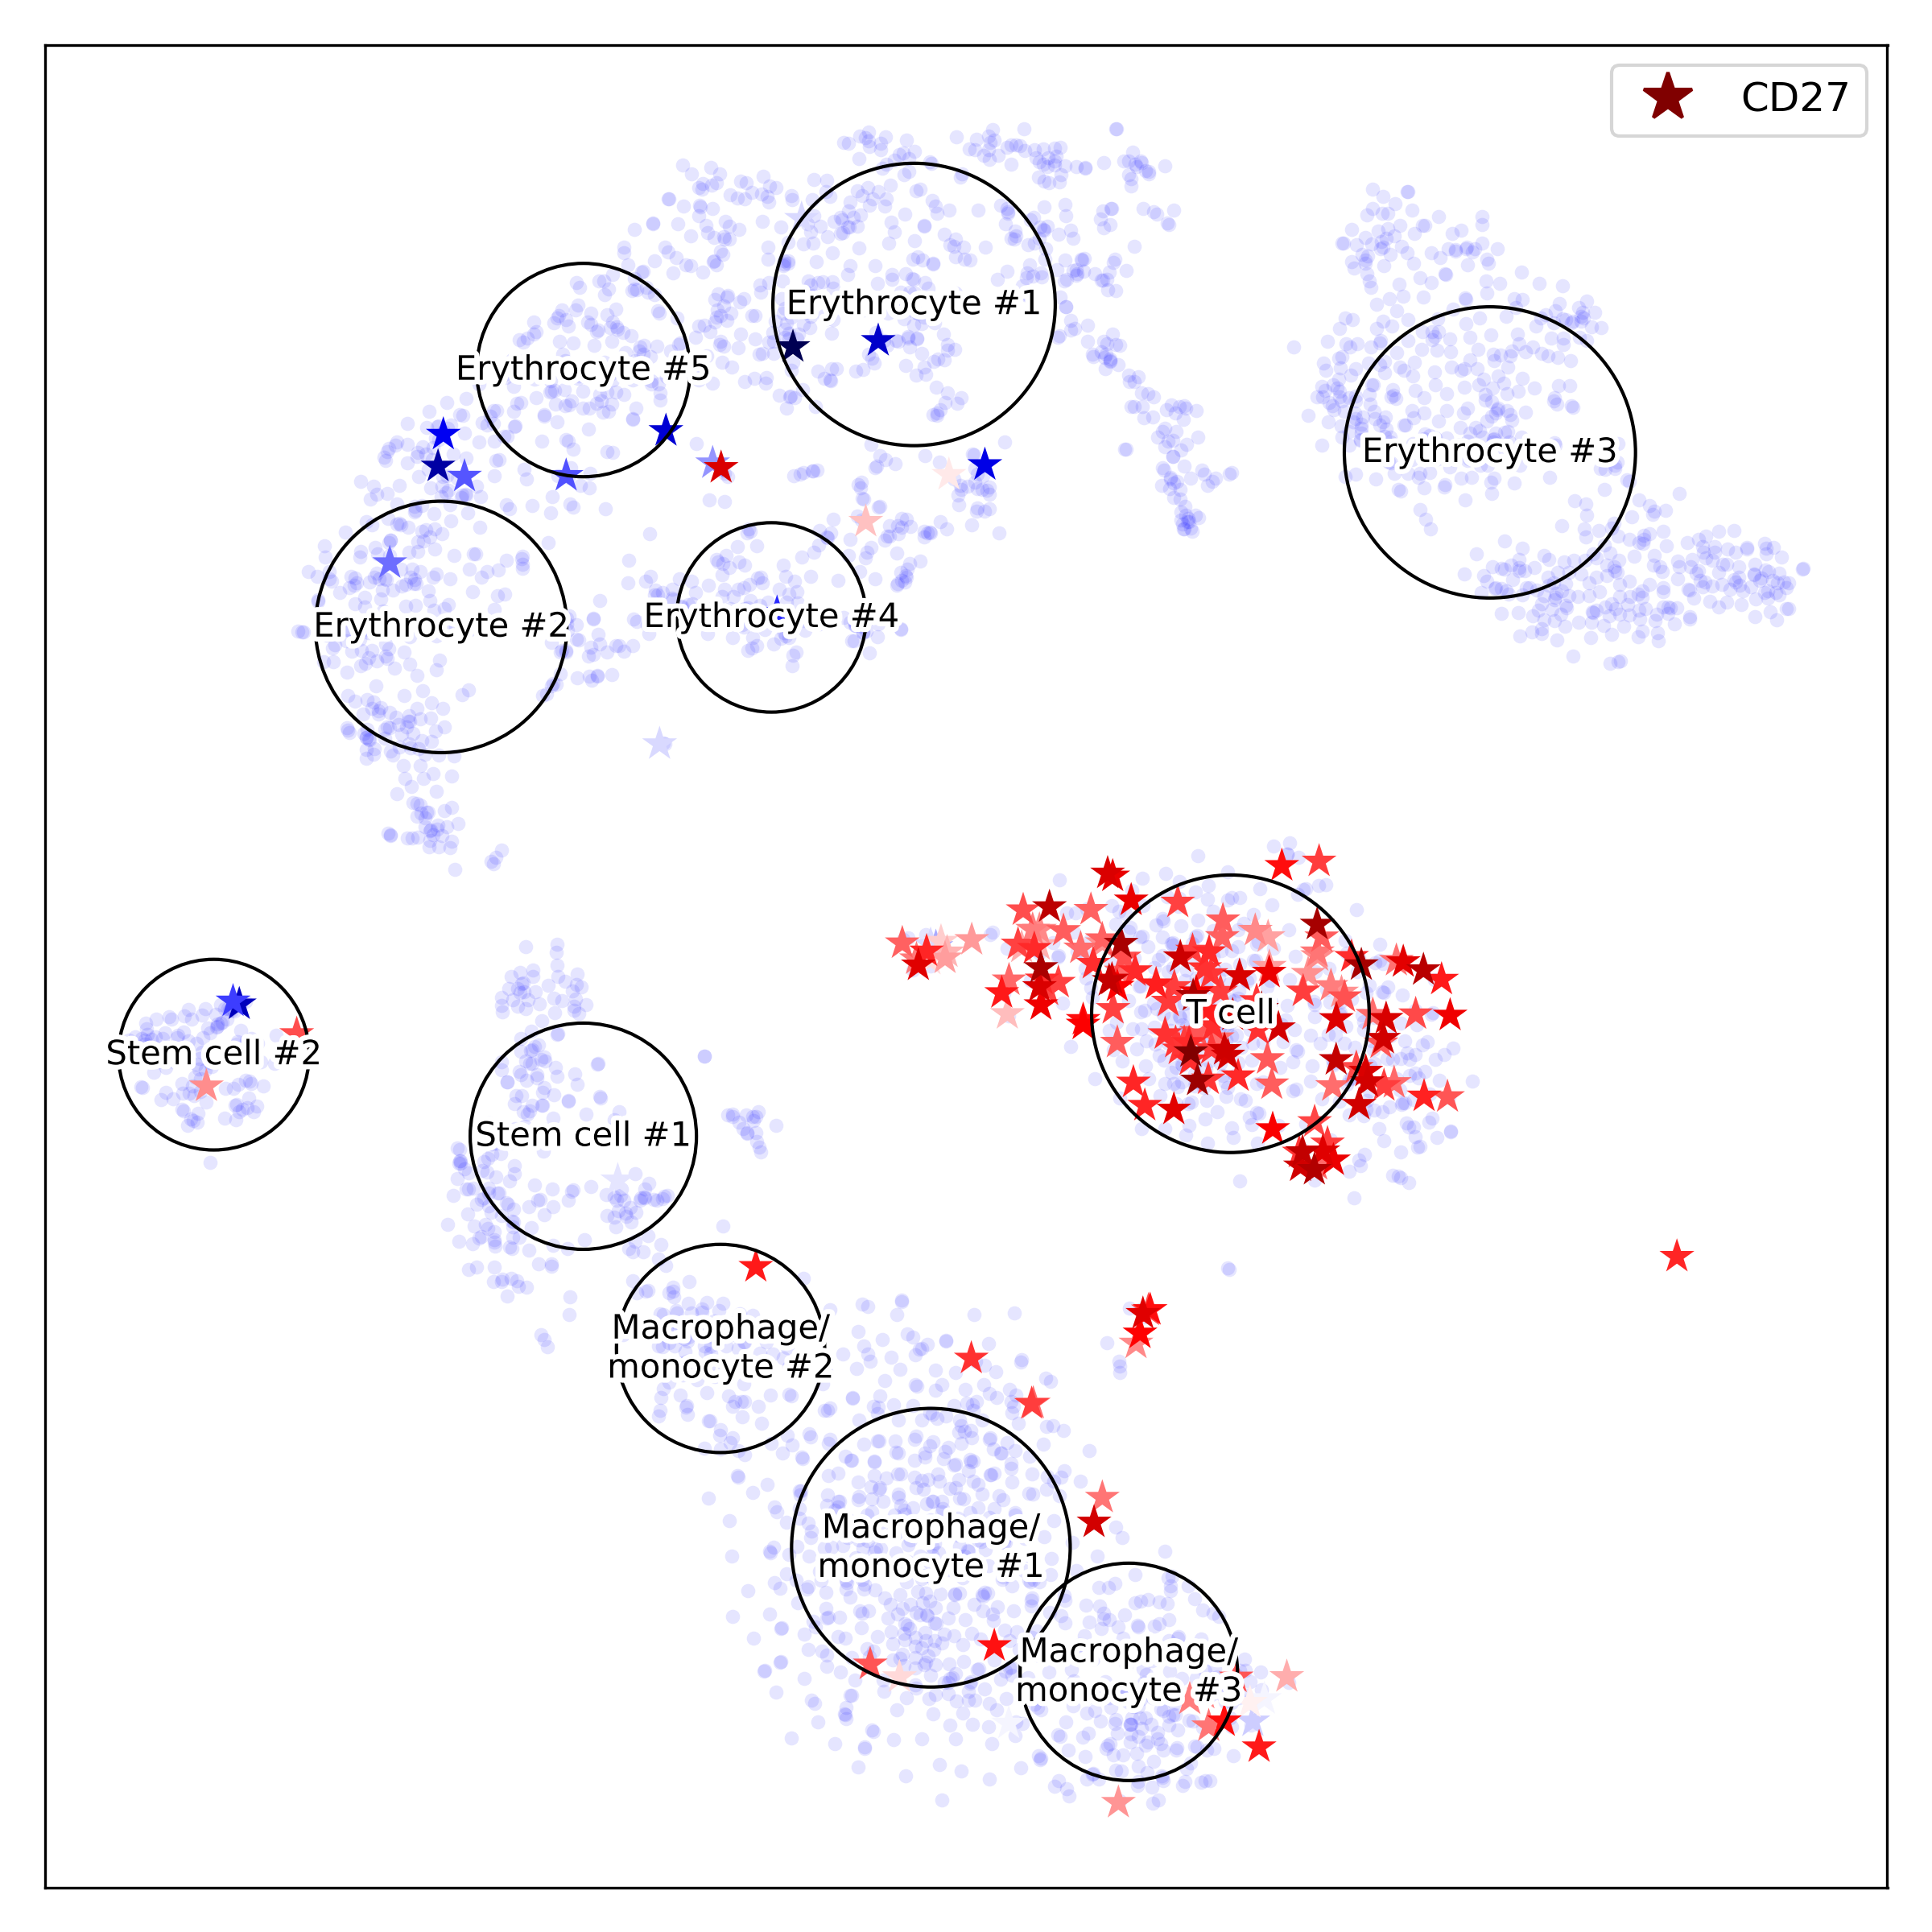 CD27
Erythrocyte #1
Erythrocyte #5
Erythrocyte #3
Erythrocyte #2
Erythrocyte #4
T cell
Stem cell #2
Stem cell #1
Macrophage/
monocyte #2
Macrophage/
monocyte #1
Macrophage/
monocyte #3